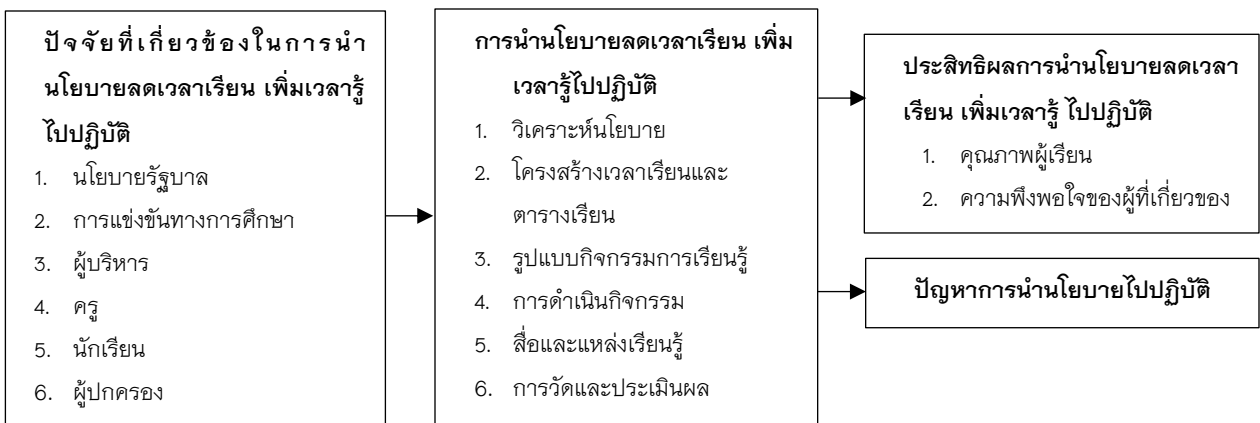 ปัจจัยที่เกี่ยวข้องในการนำ
นโยบายลดเวลาเรียน เพิ่มเวลารู้
ไปปฏิบัติ
1. นโยบายรัฐบาล
2. การแข่งขันทางการศึกษา
3. ผู้บริหาร
4. ครู
5. นักเรียน
6. ผู้ปกครอง
การนำนโยบายลดเวลาเรียน เพิ่ม
เวลารู้ไปปฏิบัติ
1. วิเคราะห์นโยบาย
2. โครงสร้างเวลาเรียนและ
ตารางเรียน
3. รูปแบบกิจกรรมการเรียนรู้
4. การดำเนินกิจกรรม
5. สื่อและแหล่งเรียนรู้
6. การวัดและประเมินผล
ประสิทธิผลการนำนโยบายลดเวลา
เรียน เพิ่มเวลารู้ ไปปฏิบัติ
1. คุณภาพผู้เรียน
2. ความพึงพอใจของผู้ที่เกี่ยวของ
ปัญหาการนำนโยบายไปปฏิบัติ